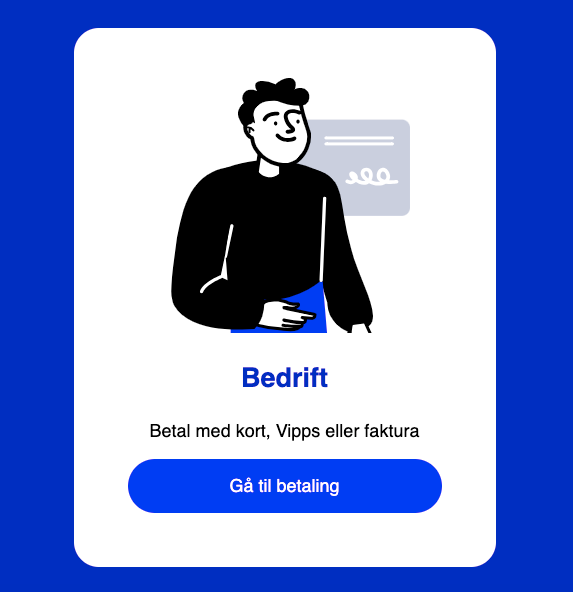 Bedrift
Betal med kort, Vipps eller faktura
Gå til betaling